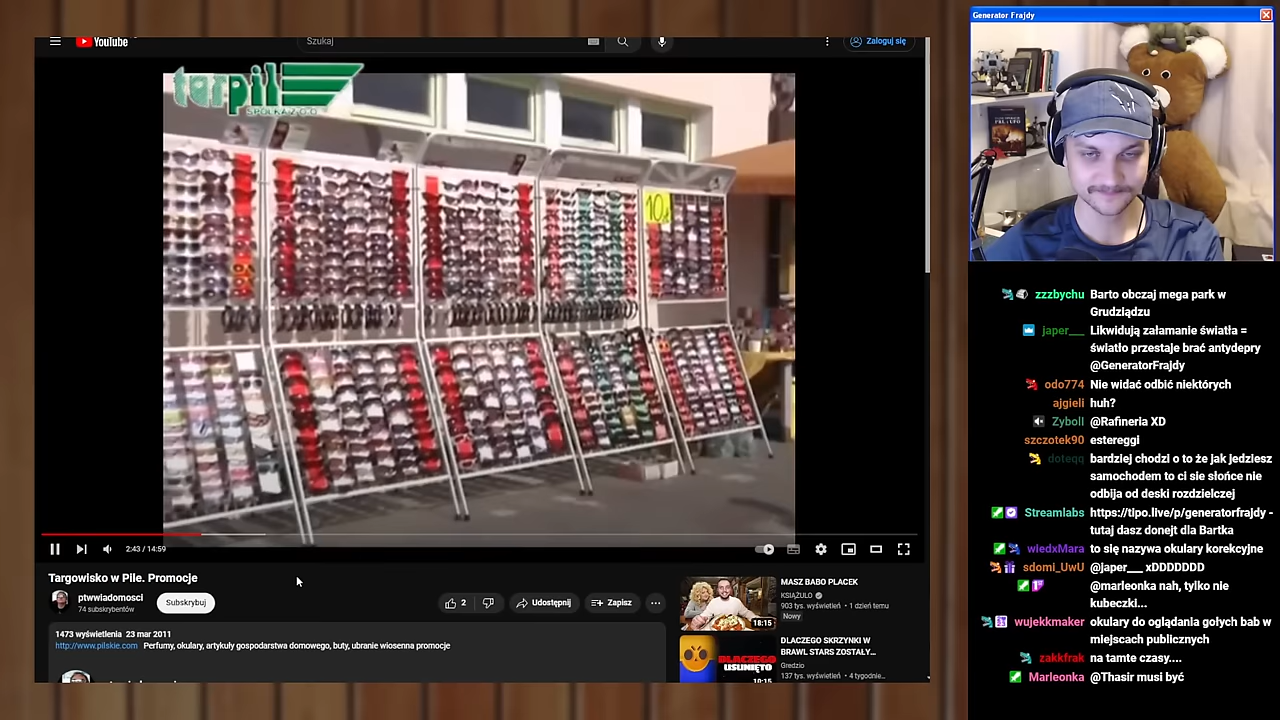 YouTube
Szukaj
Zaloguj się
tarpil
SPÓŁKA Z O.O
10zł
2:43 / 14:59
Targowisko w Pile. Promocje
ptwwiadomosci
74 subskrybentów
Subskrybuj
2
Udostępnij
Zapisz
1473 wyświetlenia 23 mar 2011
http://www.pilskie.com Perfumy, okulary, artykuły gospodarstwa domowego, buty, ubranie wiosenna promocje
18:15
MASZ BABO PLACEK
KSIĄŻULO
903 tys. wyświetleń • 1 dzień temu
Nowy
DLACZEGO
USUNIĘTO
10:15
DLACZEGO SKRZYNKI W
BRAWL STARS ZOSTAŁY...
Gredzio
137 tys. wyświetleń • 4 tygodnie...
Generator Frajdy
zzzbychu Barto obczaj mega park w
Grudziądzu
japer___ Likwidują załamanie światła =
światło przestaje brać antydepry
@GeneratorFrajdy
odo774 Nie widać odbić niektórych
ajgieli huh?
Zyboll @Rafineria XD
szczotek90 estereggi
doteqq bardziej chodzi o to że jak jedziesz
samochodem to ci sie słońce nie
odbija od deski rozdzielczej
Streamlabs https://tipo.live/p/generatorfrajdy -
tutaj dasz donejt dla Bartka
wiedxMara to się nazywa okulary korekcyjne
sdomi_UwU @japer___ xDDDDDDD
@marleonka nah, tylko nie
kubeczki...
wujekkmaker okulary do oglądania gołych bab w
miejscach publicznych
zakkfrak na tamte czasy....
Marleonka @Thasir musi być